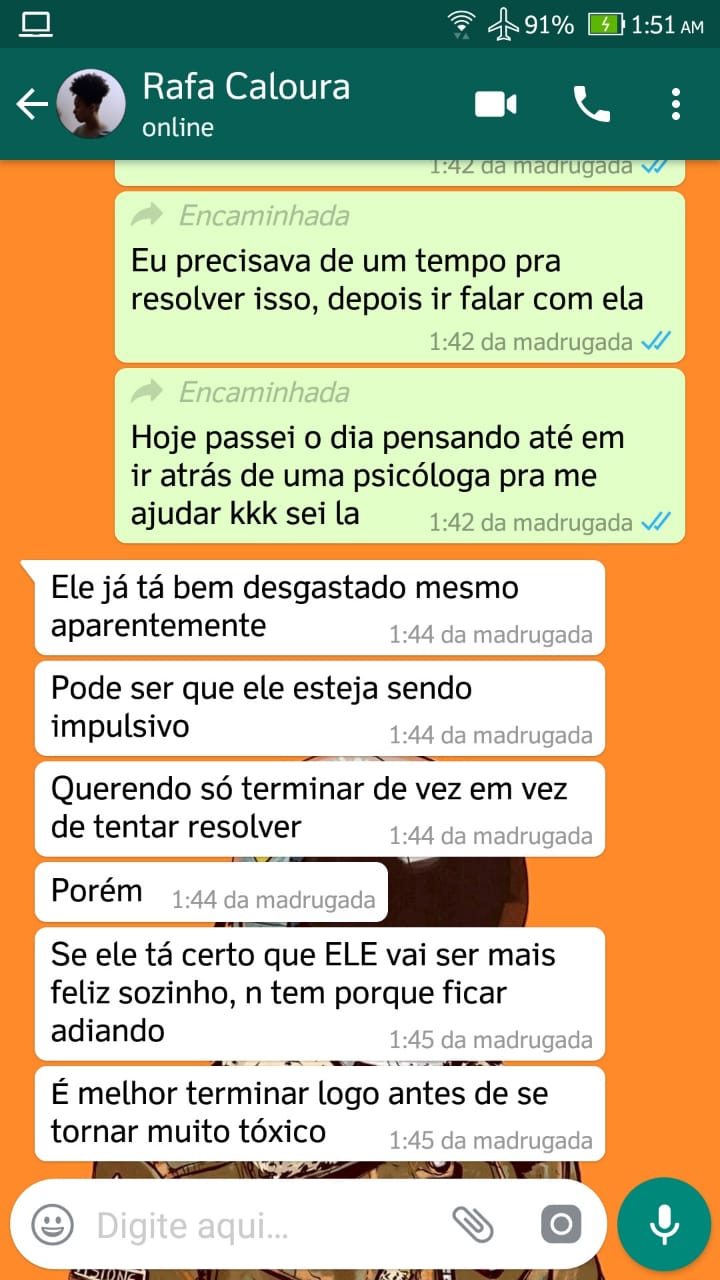 91% 1:51 AM
Rafa Caloura
online
1:42 da madrugada
Encaminhada
Eu precisava de um tempo pra
resolver isso, depois ir falar com ela
1:42 da madrugada
Encaminhada
Hoje passei o dia pensando até em
ir atrás de uma psicóloga pra me
ajudar kkk sei la
1:42 da madrugada
Ele já tá bem desgastado mesmo
aparentemente
1:44 da madrugada
Pode ser que ele esteja sendo
impulsivo
1:44 da madrugada
Querendo só terminar de vez em vez
de tentar resolver
1:44 da madrugada
Porém
1:44 da madrugada
Se ele tá certo que ELE vai ser mais
feliz sozinho, n tem porque ficar
adiando
1:45 da madrugada
É melhor terminar logo antes de se
tornar muito tóxico
1:45 da madrugada
Digite aqui...